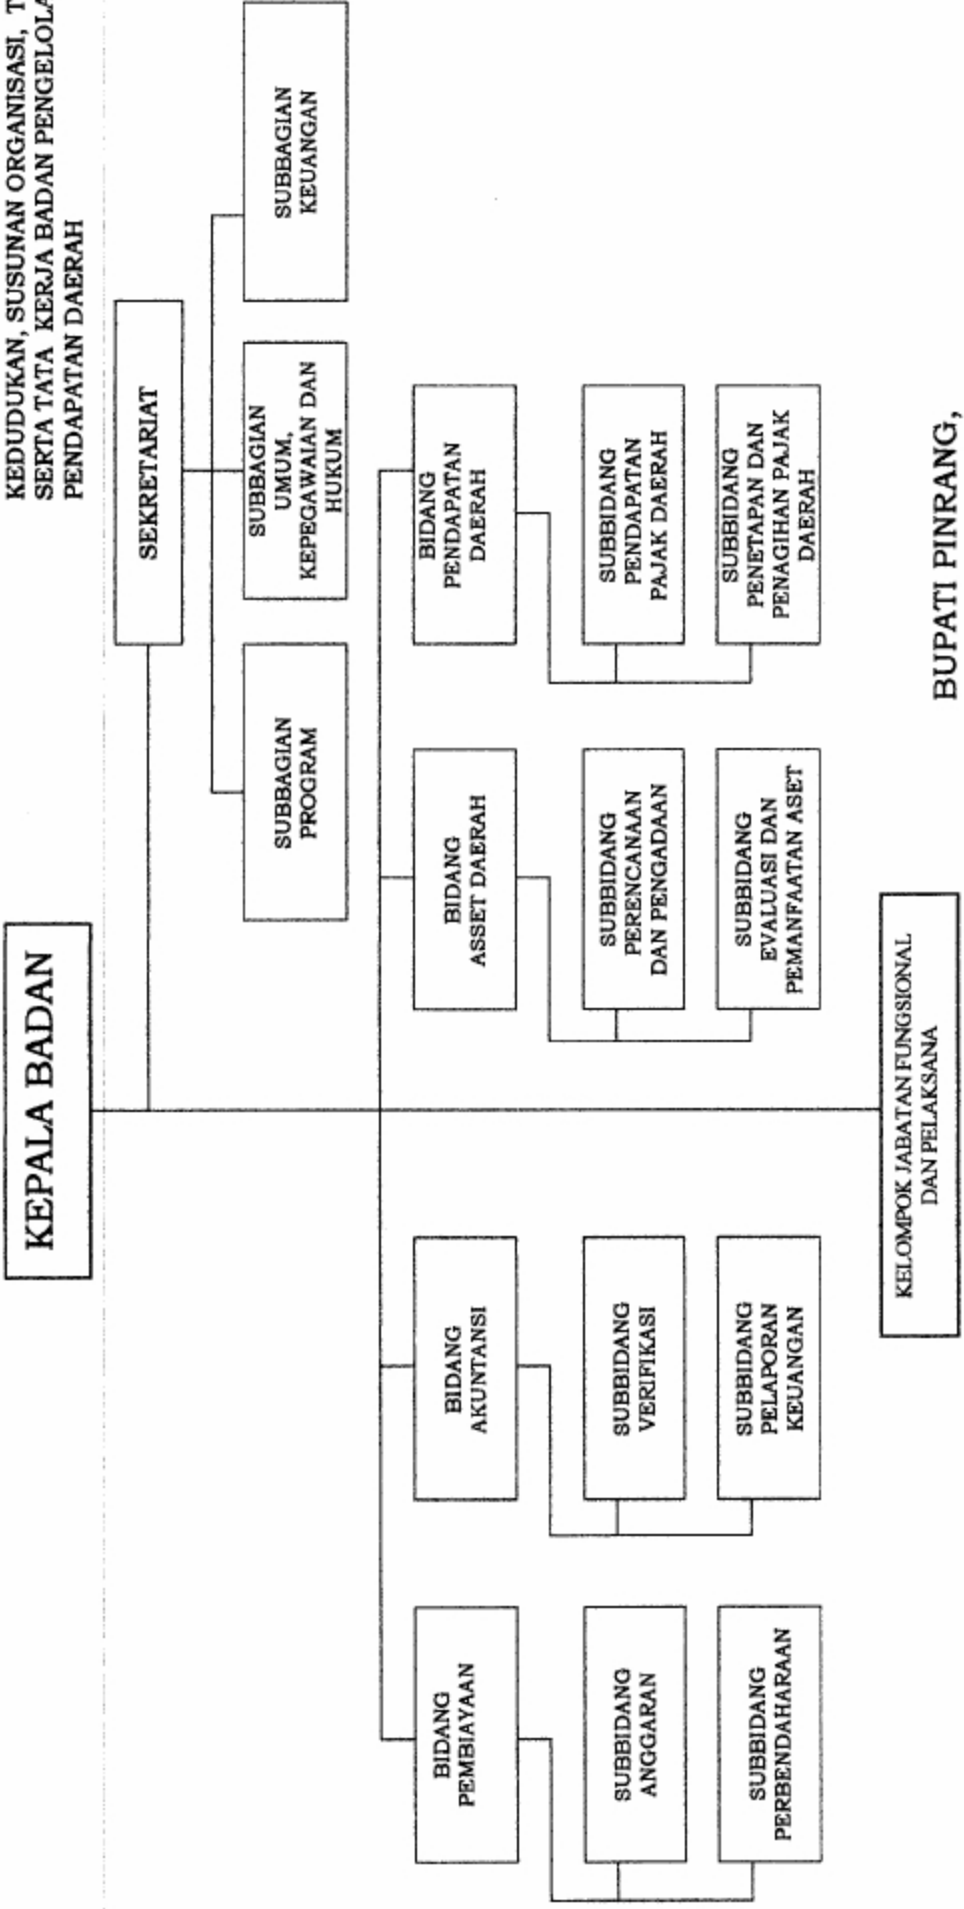 KEDUDUKAN, SUSUNAN ORGANISASI,
SERTA TATA KERJA BADAN
PENDAPATAN DAERAH
KEPALA BADAN
SEKRETARIAT
SUBBAGIAN
PROGRAM
SUBBAGIAN
UMUM,
KEPEGAWAIAN DAN
HUKUM
SUBBAGIAN
KEUANGAN
BIDANG
PEMBIAYAAN
BIDANG
AKUNTANSI
BIDANG
ASSET DAERAH
BIDANG
PENDAPATAN
DAERAH
SUBBIDANG
ANGGARAN
SUBBIDANG
VERIFIKASI
SUBBIDANG
PERENCANAAN
DAN PENGADAAN
SUBBIDANG
PENDAPATAN
PAJAK DAERAH
SUBBIDANG
PERBENDAHARAAN
SUBBIDANG
PELAPORAN
KEUANGAN
SUBBIDANG
EVALUASI DAN
PEMANFAATAN ASET
SUBBIDANG
PENETAPAN DAN
PENAGIHAN PAJAK
DAERAH
KELOMPOK JABATAN FUNGSIONAL
DAN PELAKSANA
BUPATI PINRANG,